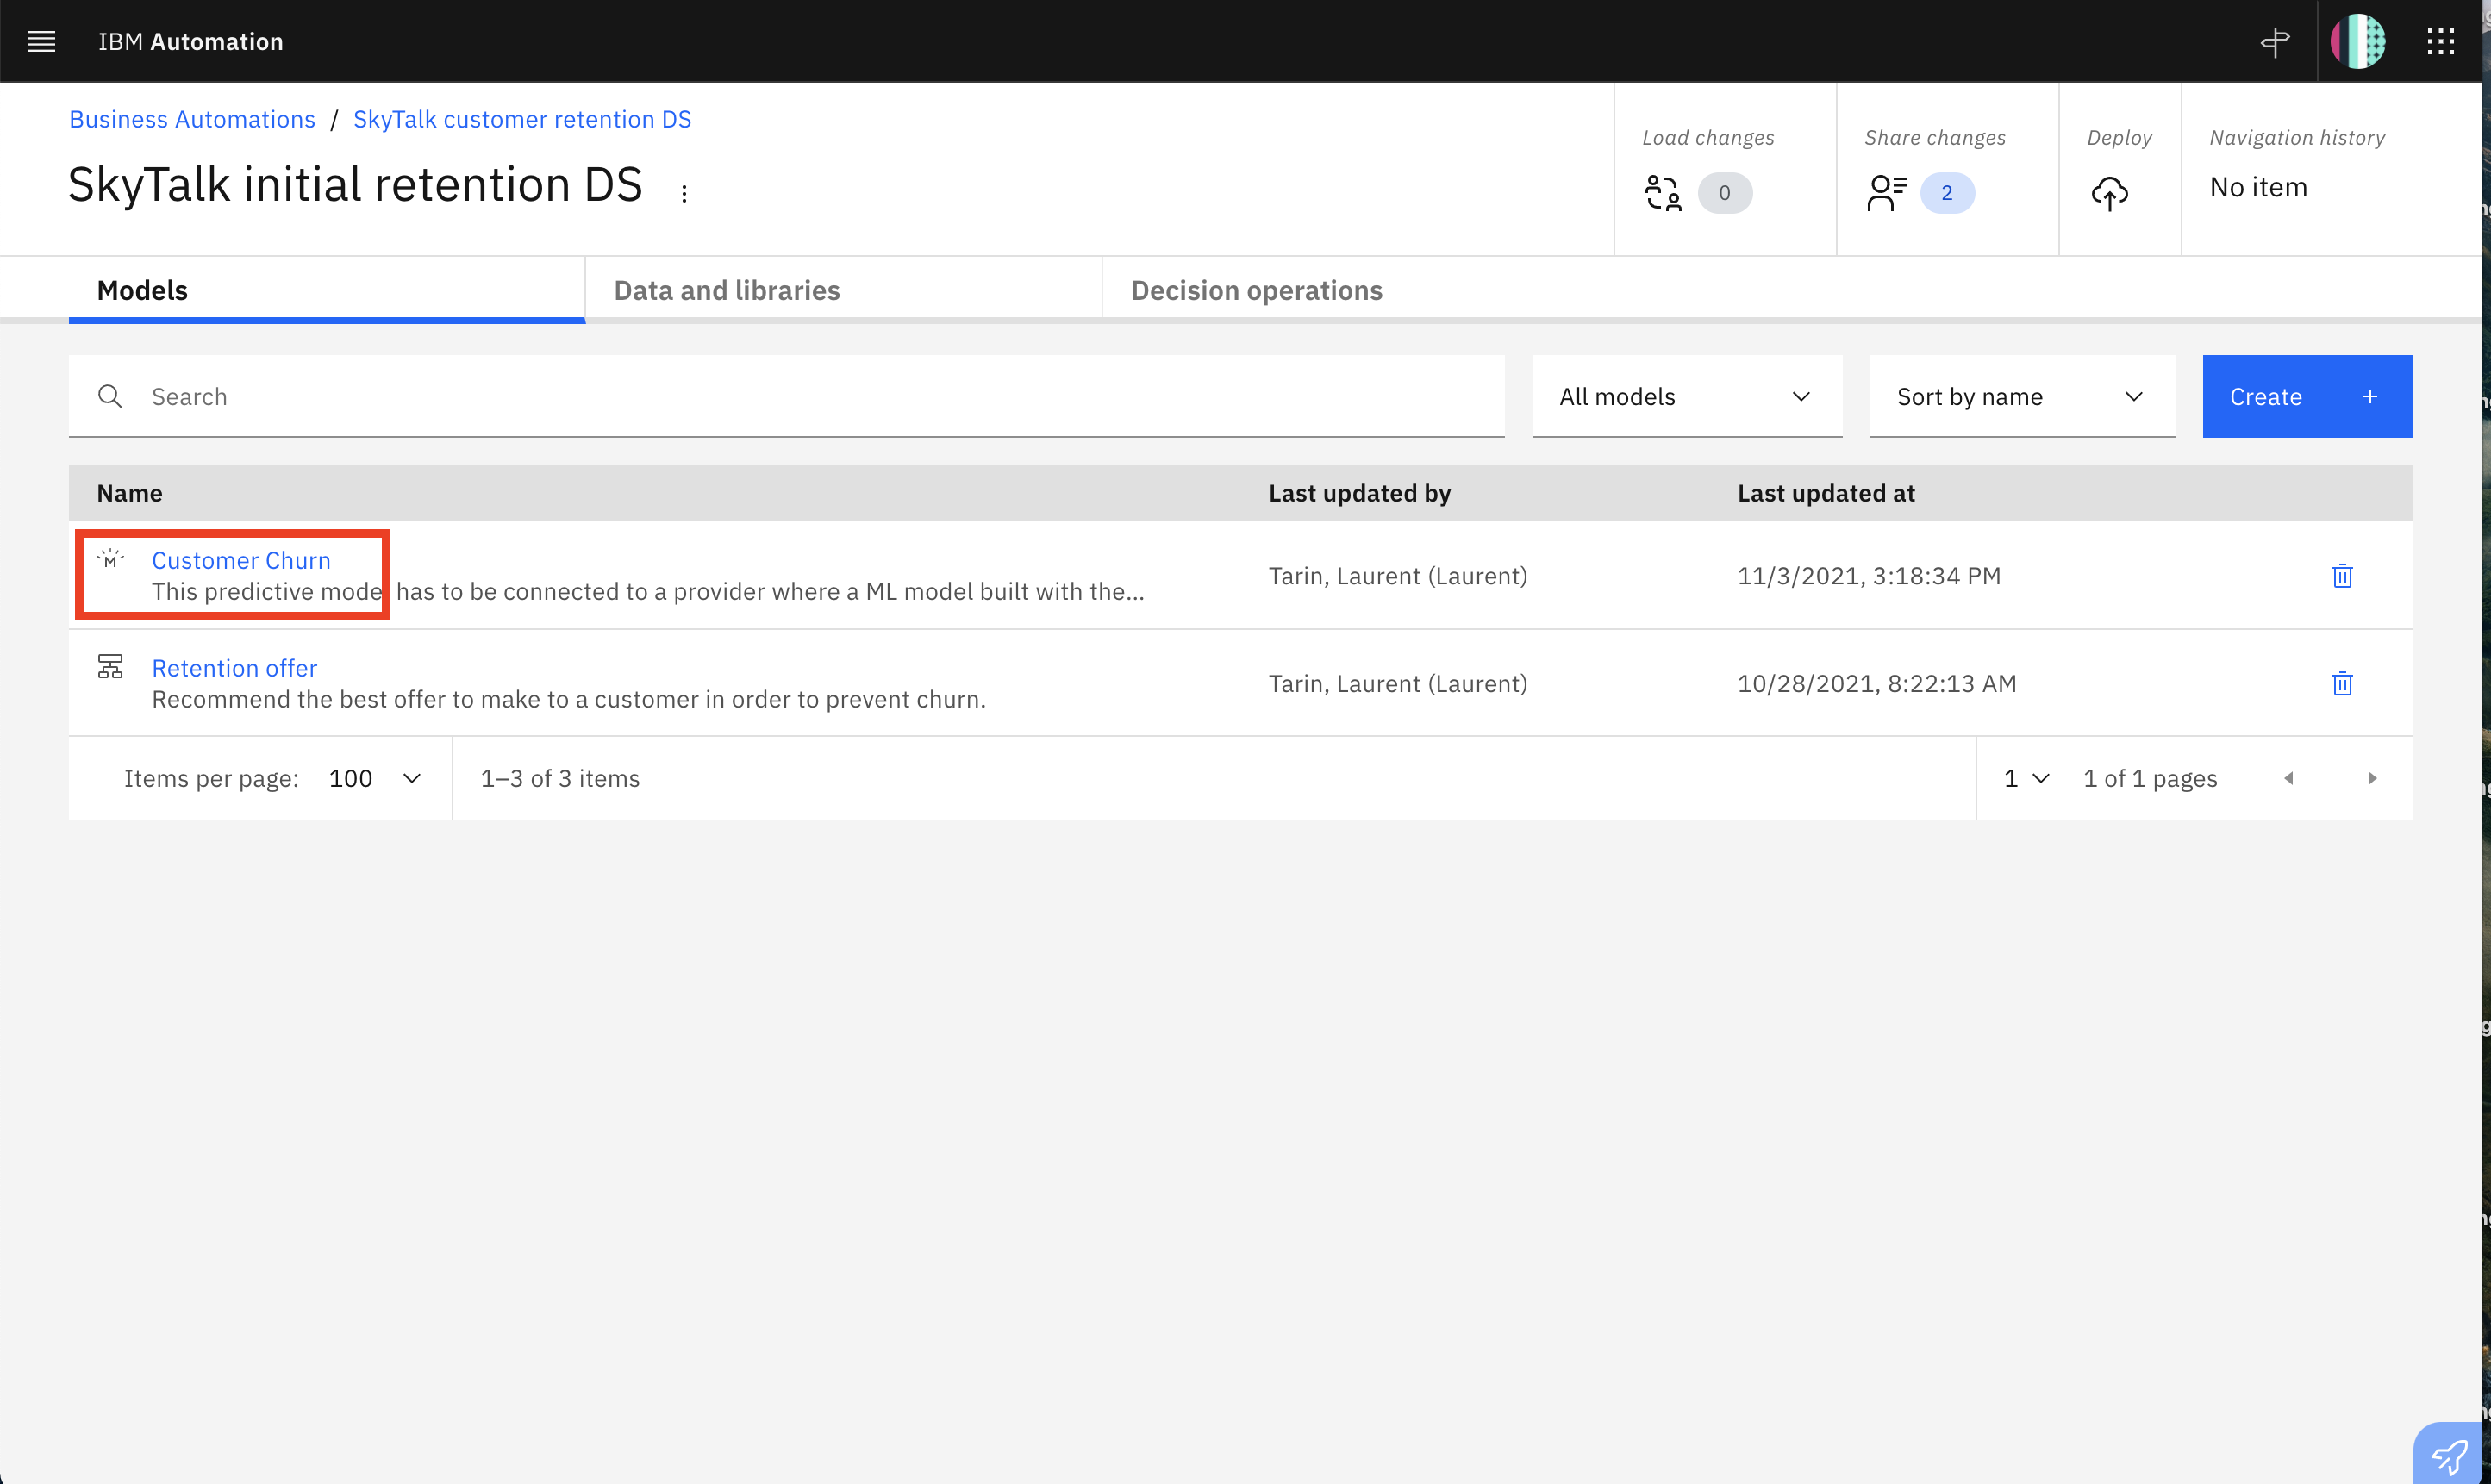 IBM Automation
Business Automations / SkyTalk customer retention DS
SkyTalk initial retention DS
Load changes
0
Share changes
2
Deploy
Navigation history
No item
Models
Data and libraries
Decision operations
Search
All models
Sort by name
Create +
Name
Last updated by
Last updated at
M
Customer Churn
This predictive mode has to be connected to a provider where a ML model built with the...
Tarin, Laurent (Laurent)
11/3/2021, 3:18:34 PM
Retention offer
Recommend the best offer to make to a customer in order to prevent churn.
Tarin, Laurent (Laurent)
10/28/2021, 8:22:13 AM
Items per page: 100
1–3 of 3 items
1
1 of 1 pages